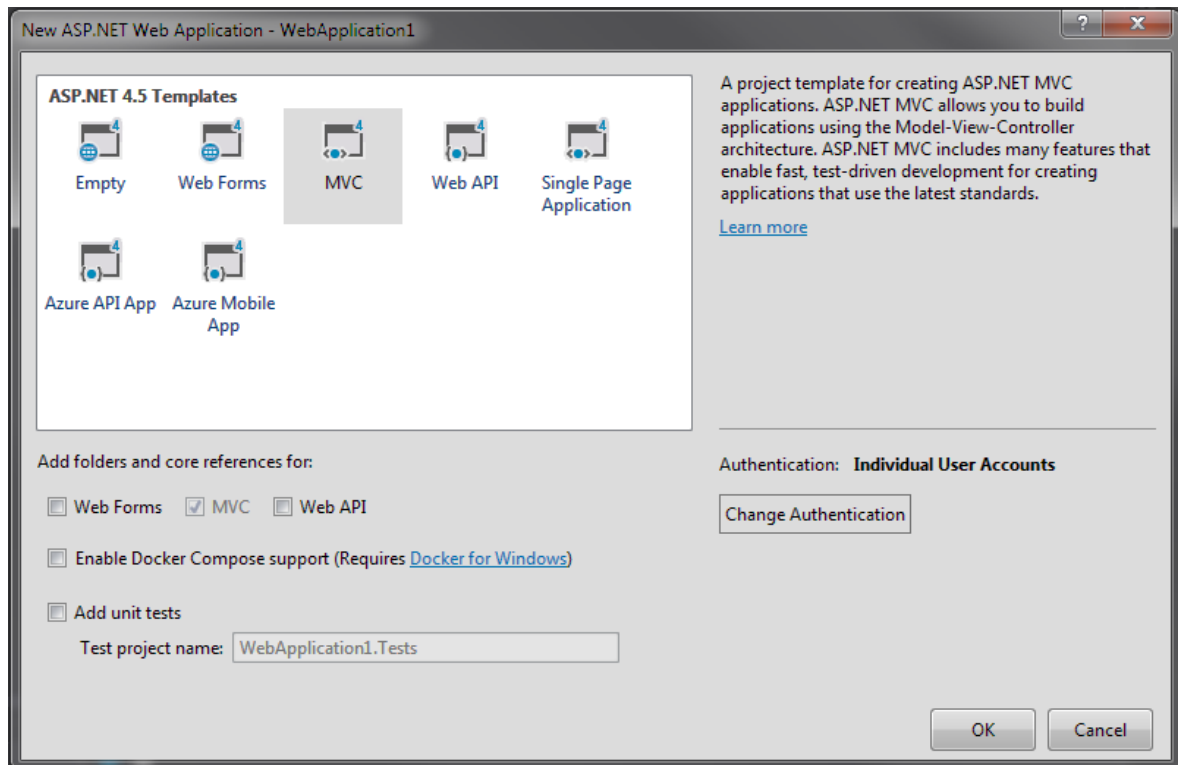 New ASP.NET Web Application - WebApplication1
?
X
ASP.NET 4.5 Templates
4
4
4
4
4
Empty
Web Forms
MVC
Web API
Single Page
Application
4
4
Azure API App
Azure Mobile
App
A project template for creating ASP.NET MVC
applications. ASP.NET MVC allows you to build
applications using the Model-View-Controller
architecture. ASP.NET MVC includes many features that
enable fast, test-driven development for creating
applications that use the latest standards.
Learn more
Add folders and core references for:
Web Forms
MVC
Web API
Enable Docker Compose support (Requires Docker for Windows)
Add unit tests
Test project name: WebApplication1.Tests
Authentication: Individual User Accounts
Change Authentication
OK
Cancel